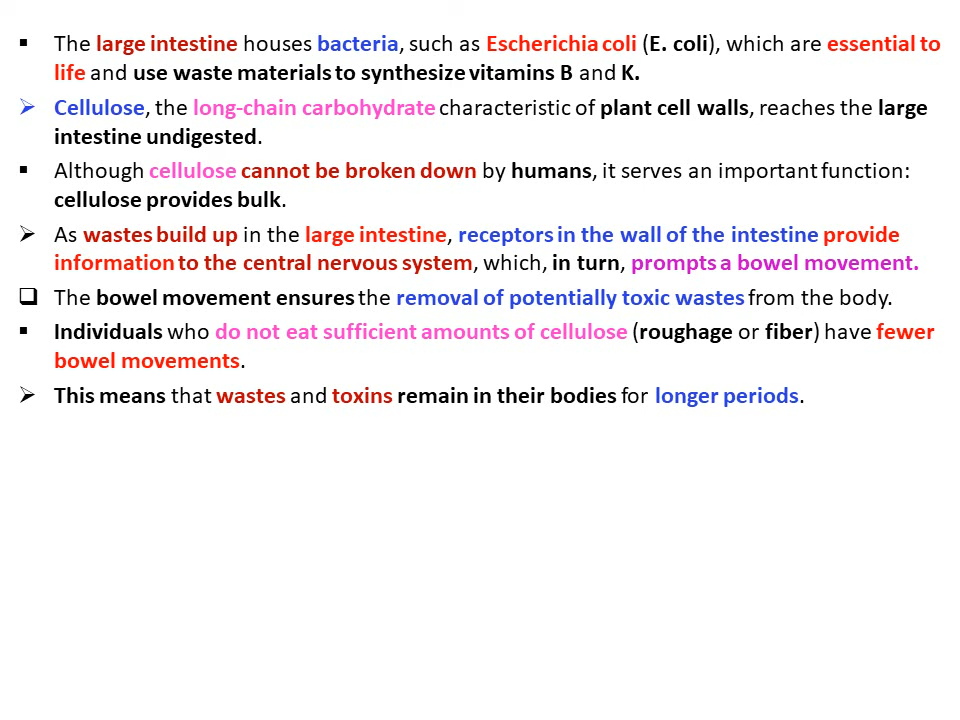 ▪ The large intestine houses bacteria, such as Escherichia coli (E. coli), which are essential to
life and use waste materials to synthesize vitamins B and K.
➢ Cellulose, the long-chain carbohydrate characteristic of plant cell walls, reaches the large
intestine undigested.
▪ Although cellulose cannot be broken down by humans, it serves an important function:
cellulose provides bulk.
➢ As wastes build up in the large intestine, receptors in the wall of the intestine provide
information to the central nervous system, which, in turn, prompts a bowel movement.
❑ The bowel movement ensures the removal of potentially toxic wastes from the body.
▪ Individuals who do not eat sufficient amounts of cellulose (roughage or fiber) have fewer
bowel movements.
➢ This means that wastes and toxins remain in their bodies for longer periods.